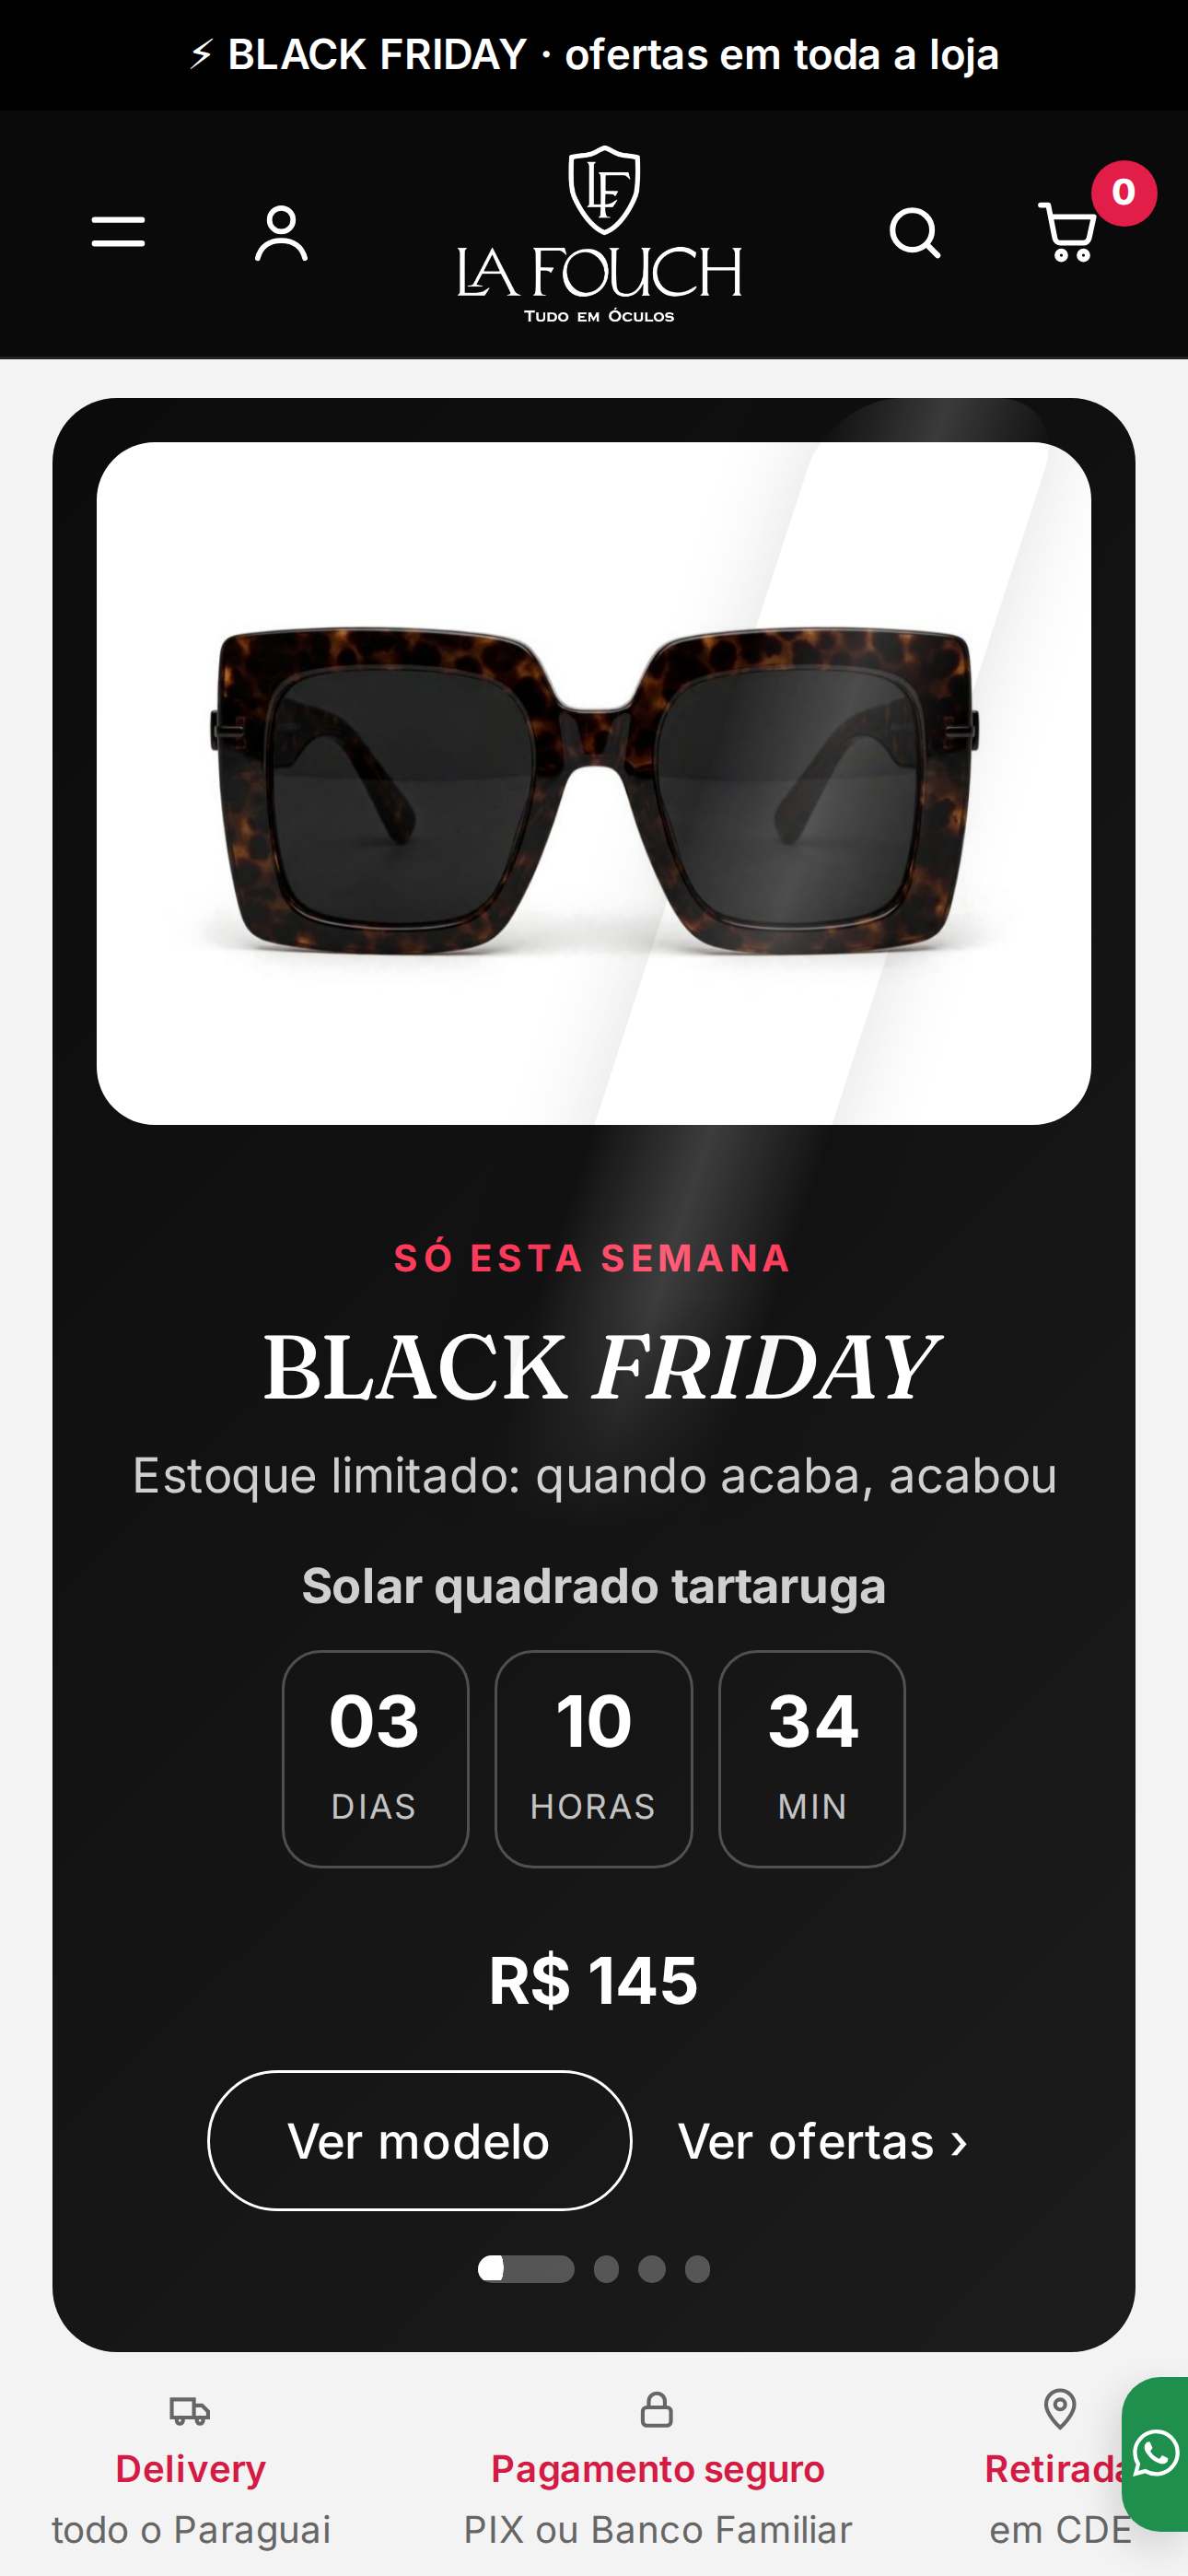 ⚡ BLACK FRIDAY · ofertas em toda a loja
0
LF
LA FOUCH
TUDO EM ÓCULOS
SÓ ESTA SEMANA
BLACK FRIDAY
Estoque limitado: quando acaba, acabou
Solar quadrado tartaruga
03 10 34
DIAS HORAS MIN
R$ 145
Ver modelo Ver ofertas ›
Delivery Pagamento seguro Retirada
todo o Paraguai PIX ou Banco Familiar em CDE